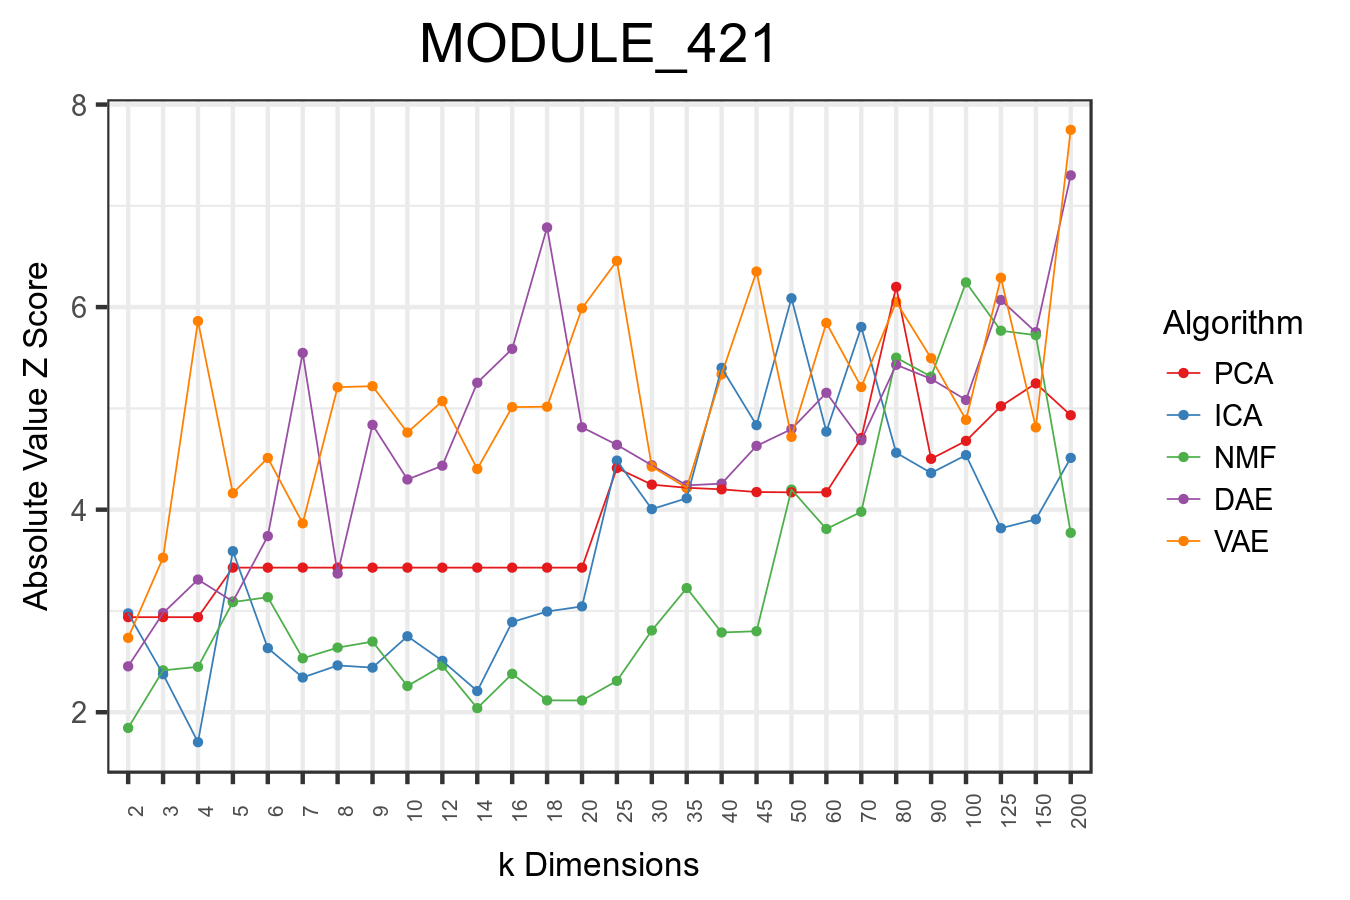 MODULE_421
Absolute Value Z Score
8
6
4
2
2 3 4 5 6 7 8 9 10 12 14 16 18 20 25 30 35 40 45 50 60 70 80 90 100 125 150 200
k Dimensions
Algorithm
PCA
ICA
NMF
DAE
VAE